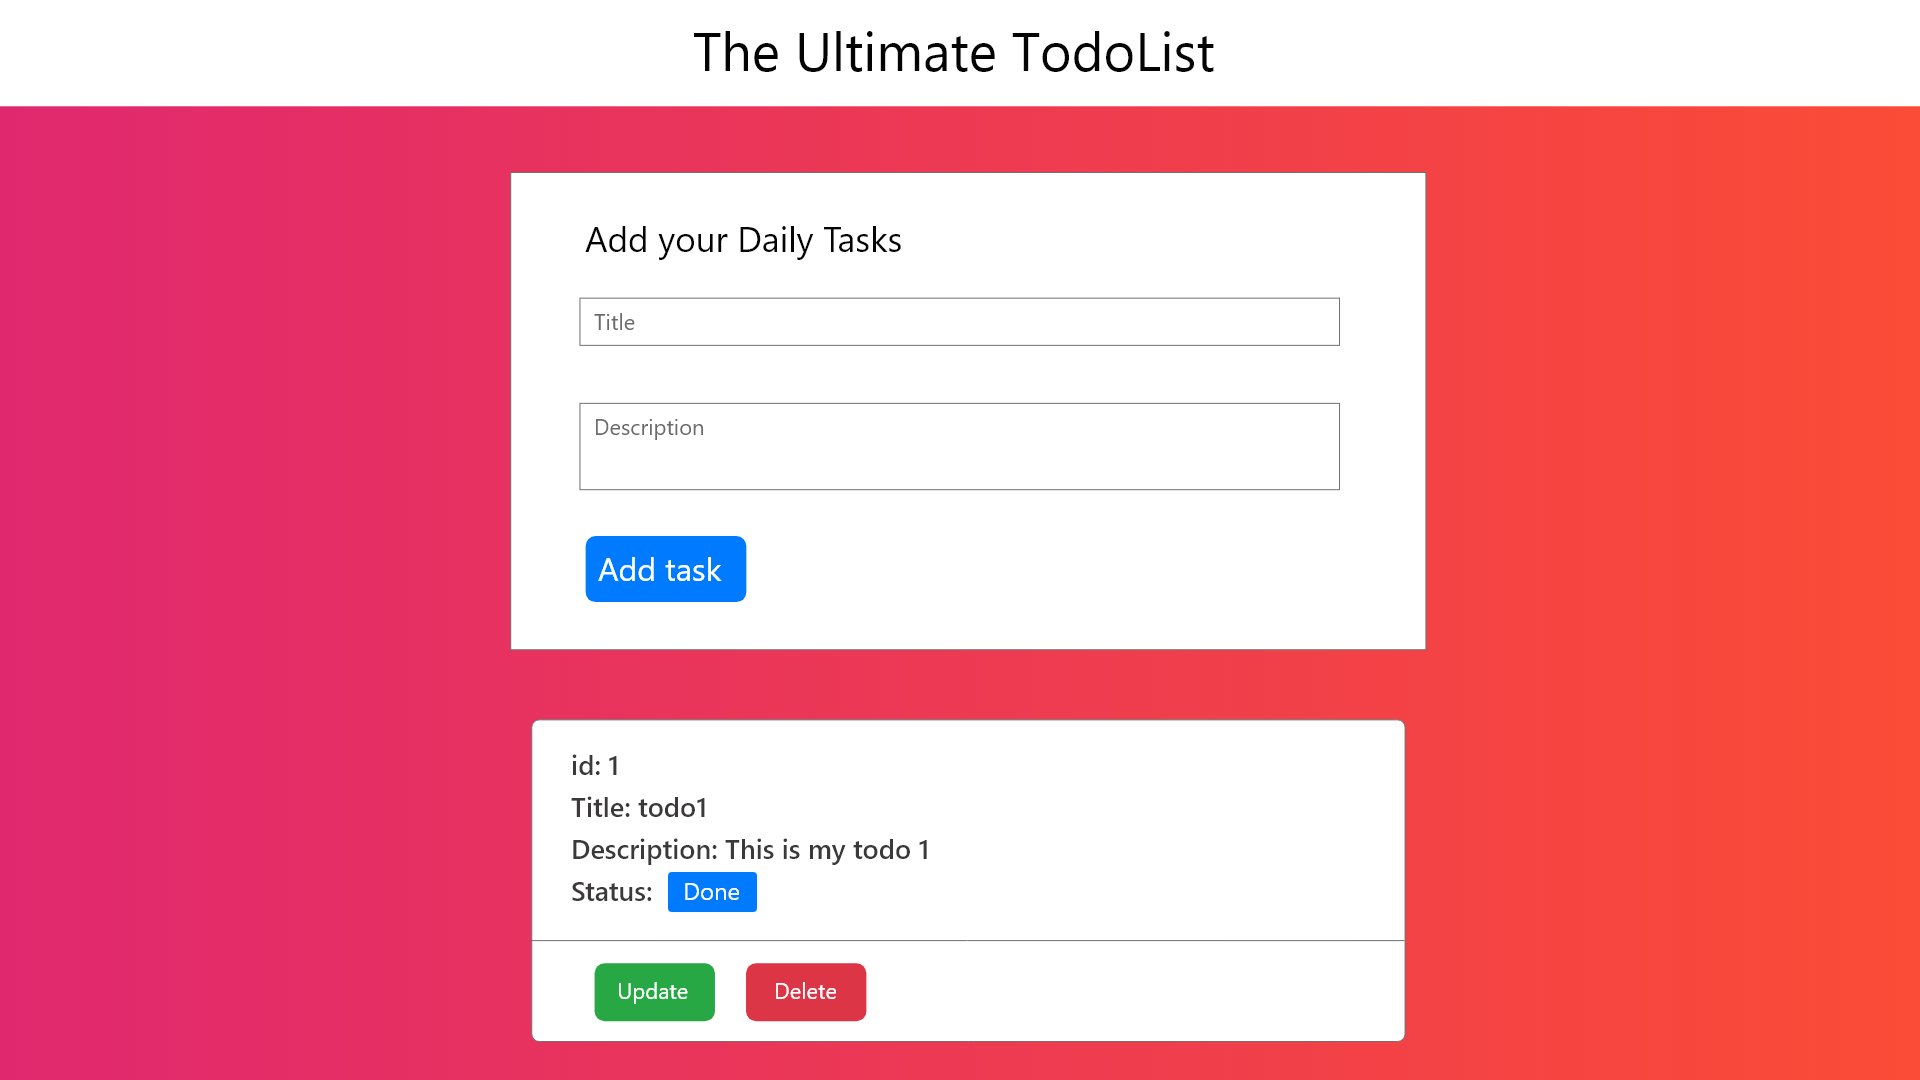 The Ultimate TodoList
Add your Daily Tasks
Title
Description
Add task
id: 1
Title: todo1
Description: This is my todo 1
Status: Done
Update Delete